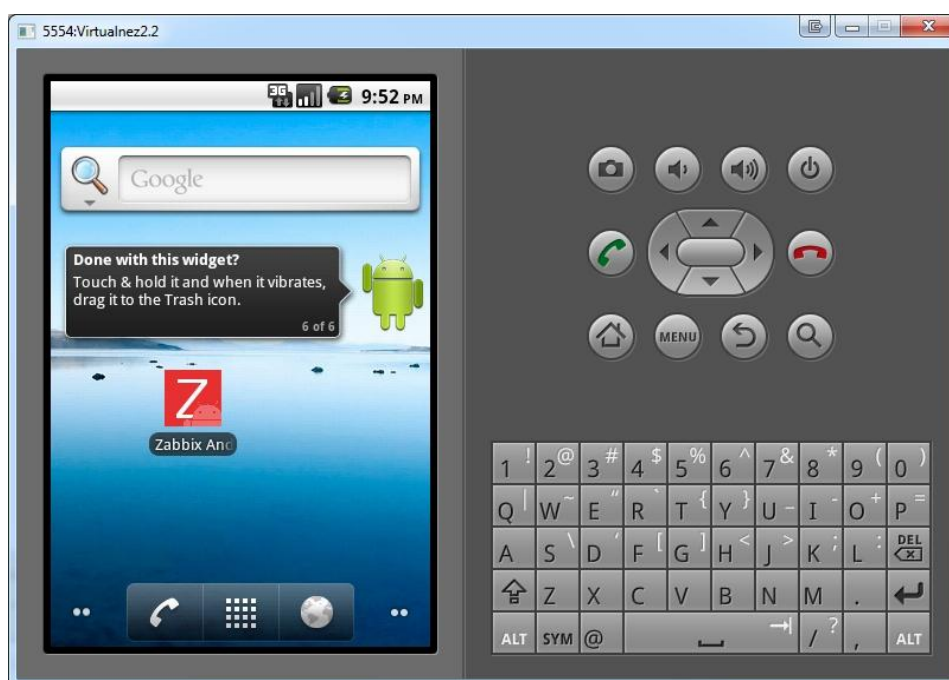 5554:Virtualnez2.2
3G 9:52 PM
Google
Done with this widget?
Touch & hold it and when it vibrates,
drag it to the Trash icon.
6 of 6
Z
Zabbix And
MENU
1 ! 2 @ 3 # 4 $ 5 % 6 ^ 7 & 8 * 9 ( 0 )
Q | W ~ E " R ` T { Y } U _ I - O + P =
A S \ D ' F [ G ] H < J > K ; L : DEL
Z X C V B N M .
ALT SYM @ / ? , ALT